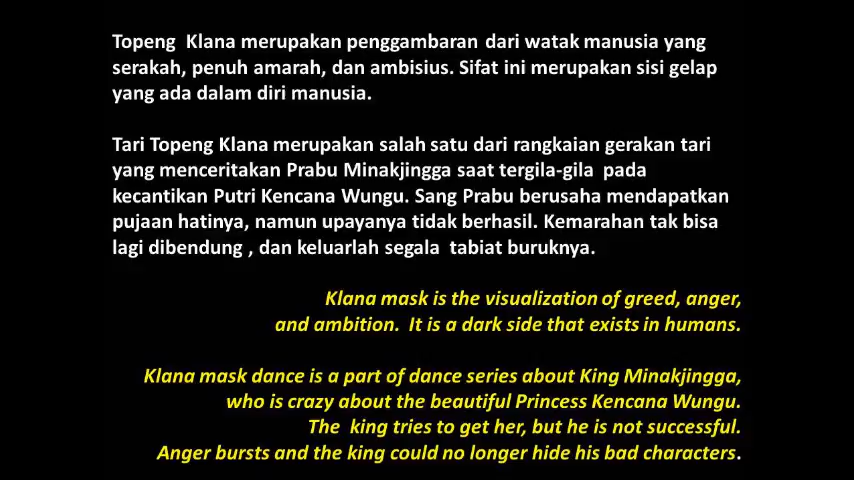 Topeng Klana merupakan penggambaran dari watak manusia yang
serakah, penuh amarah, dan ambisius. Sifat ini merupakan sisi gelap
yang ada dalam diri manusia.
Tari Topeng Klana merupakan salah satu dari rangkaian gerakan tari
yang menceritakan Prabu Minakjingga saat tergila-gila pada
kecantikan Putri Kencana Wungu. Sang Prabu berusaha mendapatkan
pujaan hatinya, namun upayanya tidak berhasil. Kemarahan tak bisa
lagi dibendung , dan keluarlah segala tabiat buruknya.
Klana mask is the visualization of greed, anger,
and ambition. It is a dark side that exists in humans.
Klana mask dance is a part of dance series about King Minakjingga,
who is crazy about the beautiful Princess Kencana Wungu.
The king tries to get her, but he is not successful.
Anger bursts and the king could no longer hide his bad characters.